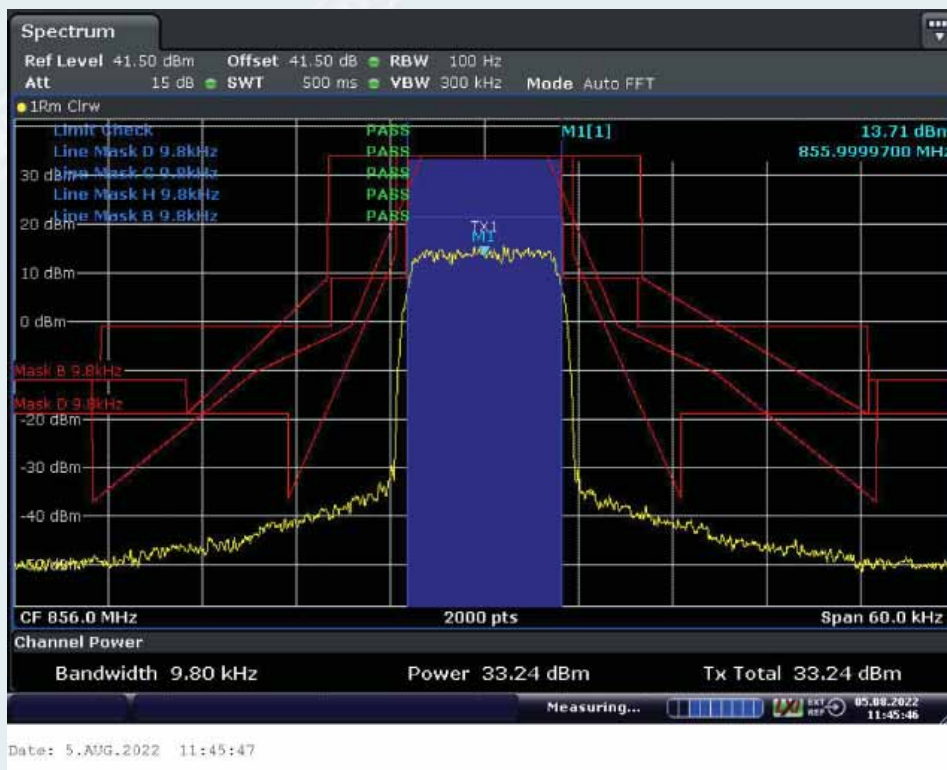 Spectrum
Ref Level 41.50 dBm Offset 41.50 dB RBW 100 Hz
Att 15 dB SWT 500 ms VBW 300 kHz Mode Auto FFT
1Rm Clrw
Limit Check PASS M1[1] 13.71 dBm
Line Mask D 9.8kHz PASS 855.9999700 MHz
30 dBm Line Mask G 9.8kHz PASS
Line Mask H 9.8kHz PASS
Line Mask B 9.8kHz PASS
20 dBm
TX1
M1
10 dBm
0 dBm
Mask B 9.8kHz
Mask D 9.8kHz
-20 dBm
-30 dBm
-40 dBm
-50 dBm
CF 856.0 MHz 2000 pts Span 60.0 kHz
Channel Power
Bandwidth 9.80 kHz Power 33.24 dBm Tx Total 33.24 dBm
Measuring... EXT REF 05.08.2022
11:45:46
Date: 5.AUG.2022 11:45:47